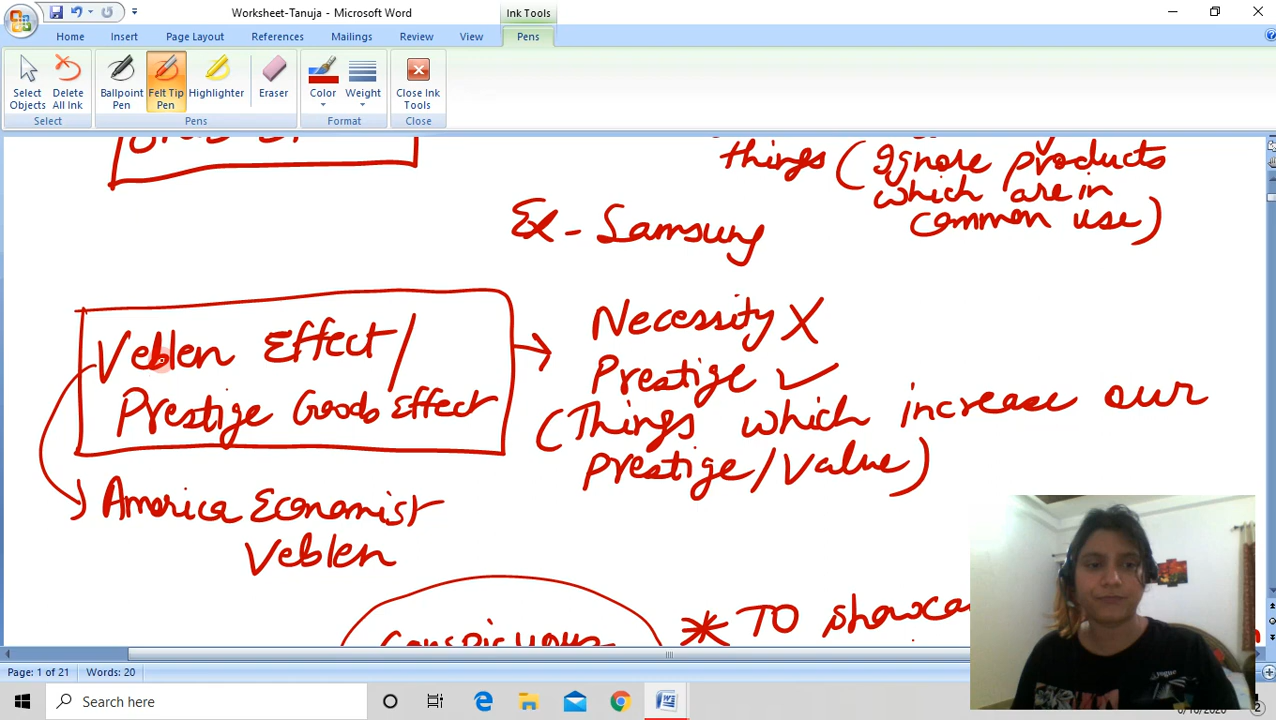 Worksheet-Tanuja - Microsoft Word
Ink Tools
Home Insert Page Layout References Mailings Review View Pens
Select Objects
Delete All Ink
Ballpoint Pen
Felt Tip Pen
Highlighter
Eraser
Color
Weight
Close Ink Tools
Select Pens Format Close
things (Ignore products
which are in
common use)
Ex - Samsung
Veblen Effect/
Prestige Goods Effect
Necessity X
Prestige ✓
(Things which increase our
Prestige/Value)
America Economist
Veblen
Conspicuous
* To showca
Page: 1 of 21 Words: 20
Search here